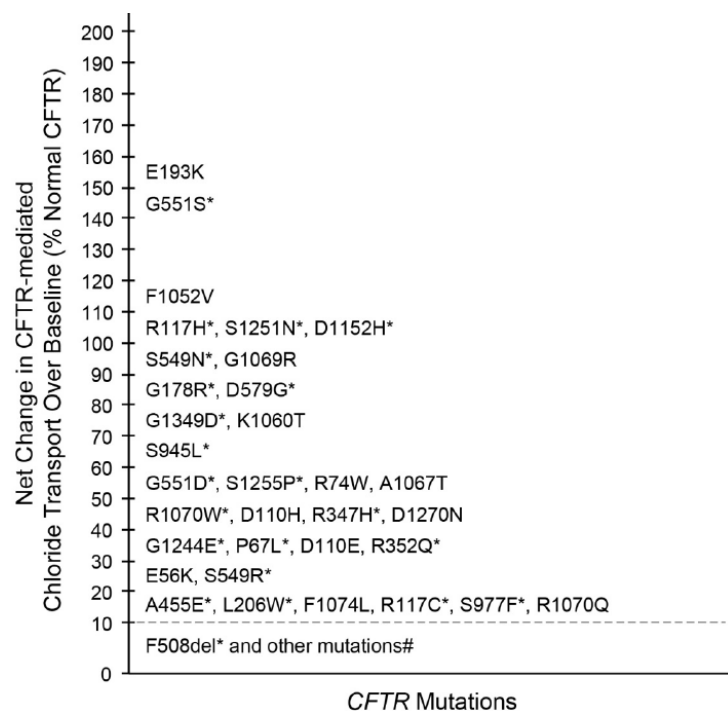 Net Change in CFTR-mediated
Chloride Transport Over Baseline (% Normal CFTR)
200
190
180
170
160
150
140
130
120
110
100
90
80
70
60
50
40
30
20
10
0
E193K
G551S*
F1052V
R117H*, S1251N*, D1152H*
S549N*, G1069R
G178R*, D579G*
G1349D*, K1060T
S945L*
G551D*, S1255P*, R74W, A1067T
R1070W*, D110H, R347H*, D1270N
G1244E*, P67L*, D110E, R352Q*
E56K, S549R*
A455E*, L206W*, F1074L, R117C*, S977F*, R1070Q
F508del* and other mutations#
CFTR Mutations